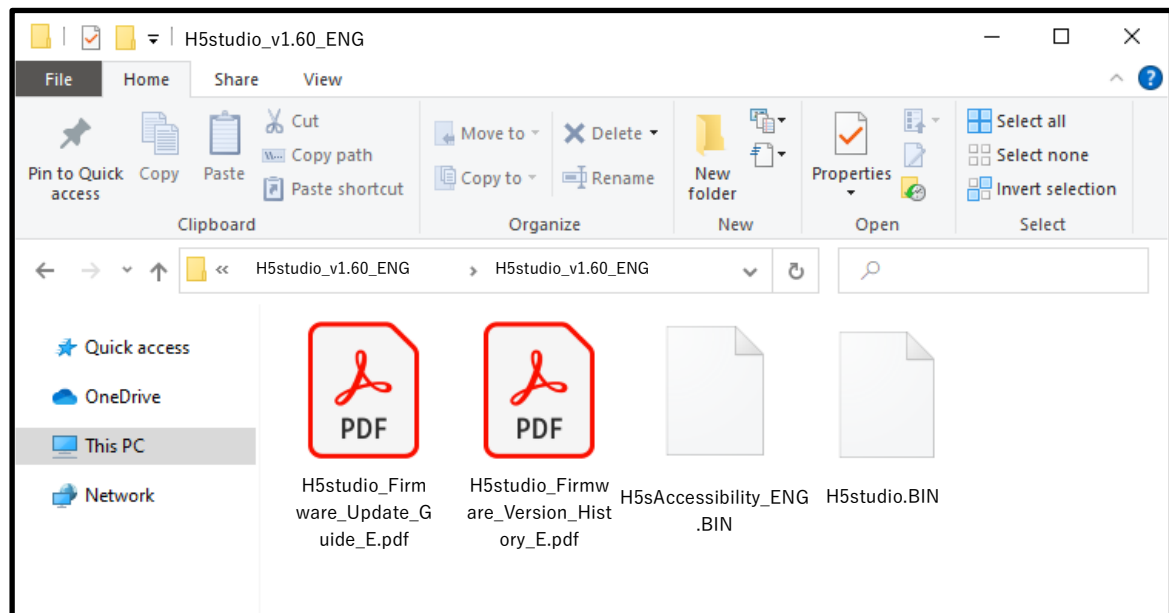 H5studio_v1.60_ENG
File Home Share View
?
Pin to Quick access
Copy
Paste
Cut
W... Copy path
Paste shortcut
Clipboard
Move to
Copy to
Delete
Rename
Organize
New folder
New
Properties
Open
Select all
Select none
Invert selection
Select
« H5studio_v1.60_ENG > H5studio_v1.60_ENG
Quick access
OneDrive
This PC
Network
PDF
H5studio_Firm
ware_Update_G
uide_E.pdf
PDF
H5studio_Firmw
are_Version_Hist
ory_E.pdf
H5sAccessibility_ENG
.BIN
H5studio.BIN